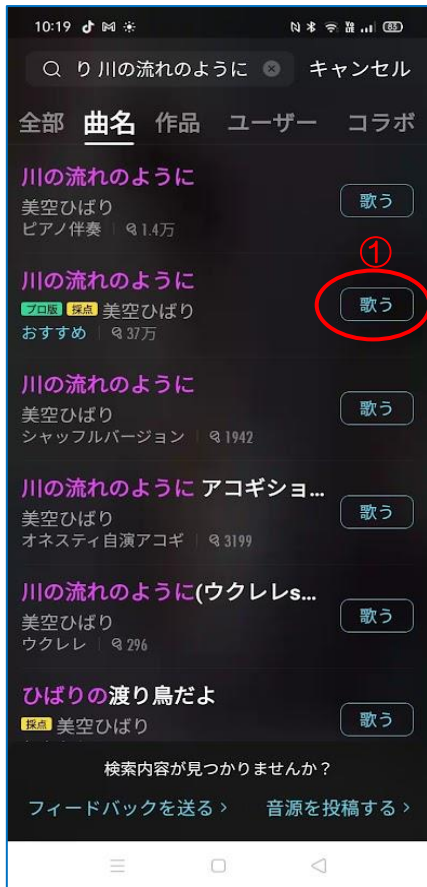 10:19
85
り 川の流れのように キャンセル
全部 曲名 作品 ユーザー コラボ
川の流れのように
美空ひばり
ピアノ伴奏 1.4万
歌う
①
川の流れのように
プロ版 採点 美空ひばり
おすすめ 37万
歌う
川の流れのように
美空ひばり
シャッフルバージョン 1942
歌う
川の流れのように アコギショ...
美空ひばり
オネスティ自演アコギ 3199
歌う
川の流れのように(ウクレレs...
美空ひばり
ウクレレ 296
歌う
ひばりの渡り鳥だよ
採点 美空ひばり
歌う
検索内容が見つかりませんか？
フィードバックを送る > 音源を投稿する >